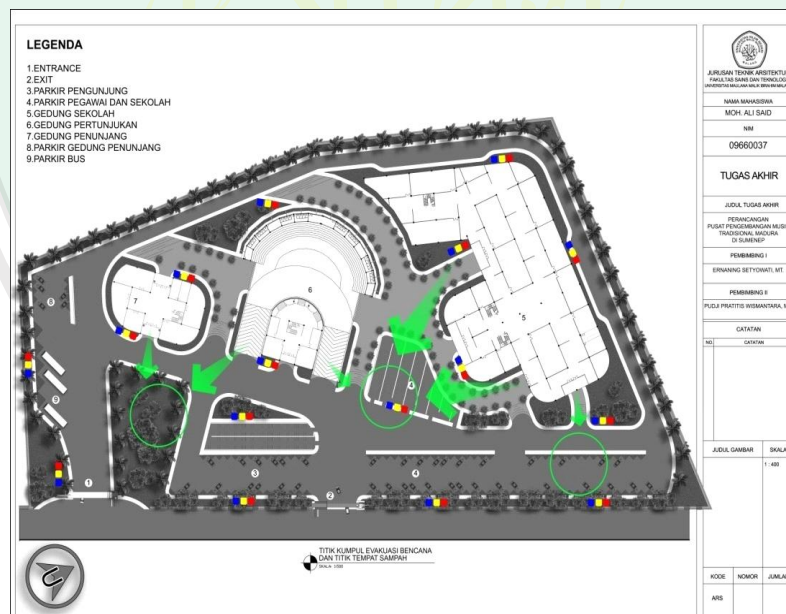 LEGENDA
1.ENTRANCE
2.EXIT
3.PARKIR PENGUNJUNG
4.PARKIR PEGAWAI DAN SEKOLAH
5.GEDUNG SEKOLAH
6.GEDUNG PERTUNJUKAN
7.GEDUNG PENUNJANG
8.PARKIR GEDUNG PENUNJANG
9.PARKIR BUS
8
7
6
5
4
9
3
4
1
2
TITIK KUMPUL EVAKUASI BENCANA
DAN TITIK TEMPAT SAMPAH
JURUSAN TEKNIK ARSITEKTU
FAKULTAS SAINS DAN TEKNOLOG
NAMA MAHASISWA
MOH. ALI SAID
NIM
09660037
TUGAS AKHIR
JUDUL TUGAS AKHIR
PERANCANGAN
PUSAT PENGEMBANGAN MUSI
TRADISIONAL MADURA
DI SUMENEP
PEMBIMBING I
ERNANING SETYOWATI, MT.
PEMBIMBING II
PUDJI PRATITIS WISMANTARA, M
CATATAN
NO. CATATAN
JUDUL GAMBAR SKALA
1 : 400
KODE NOMOR JUMLA
ARS